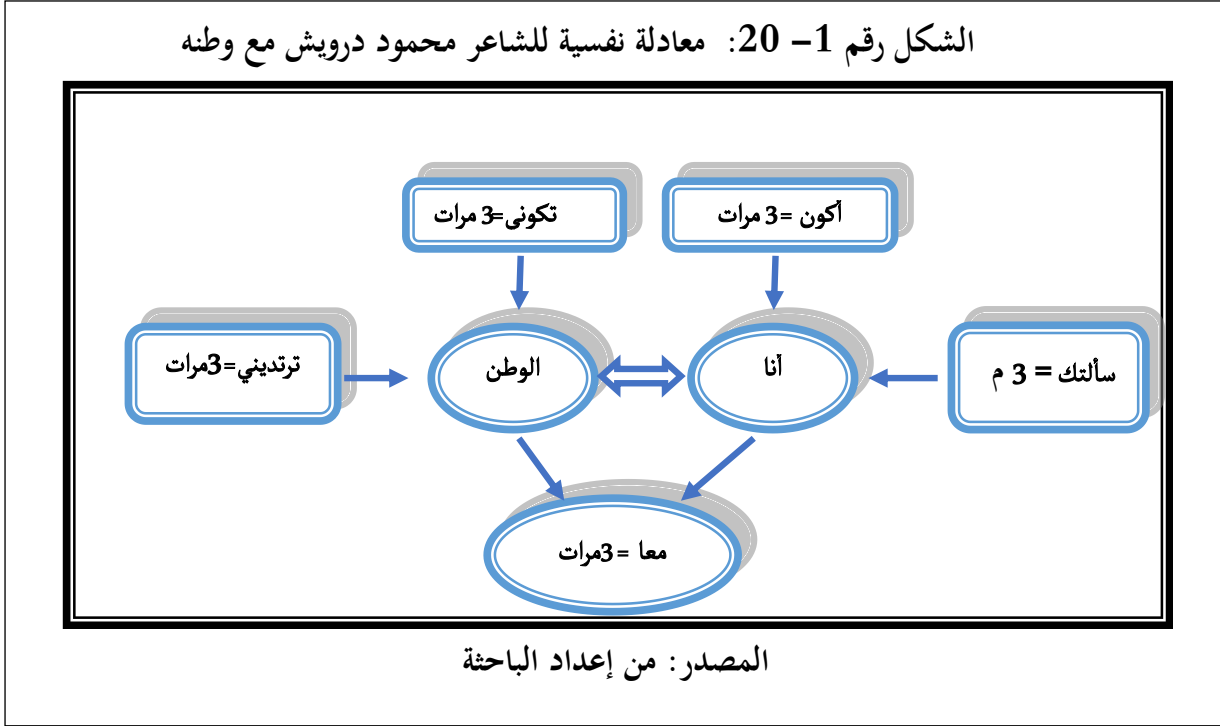 الشكل رقم 1– 20: معادلة نفسية للشاعر محمود درويش مع وطنه
أكون =3 مرات
تكونى=3 مرات
سألتك = 3 م
أنا
الوطن
ترتديني=3مرات
معا =3مرات
المصدر: من إعداد الباحثة